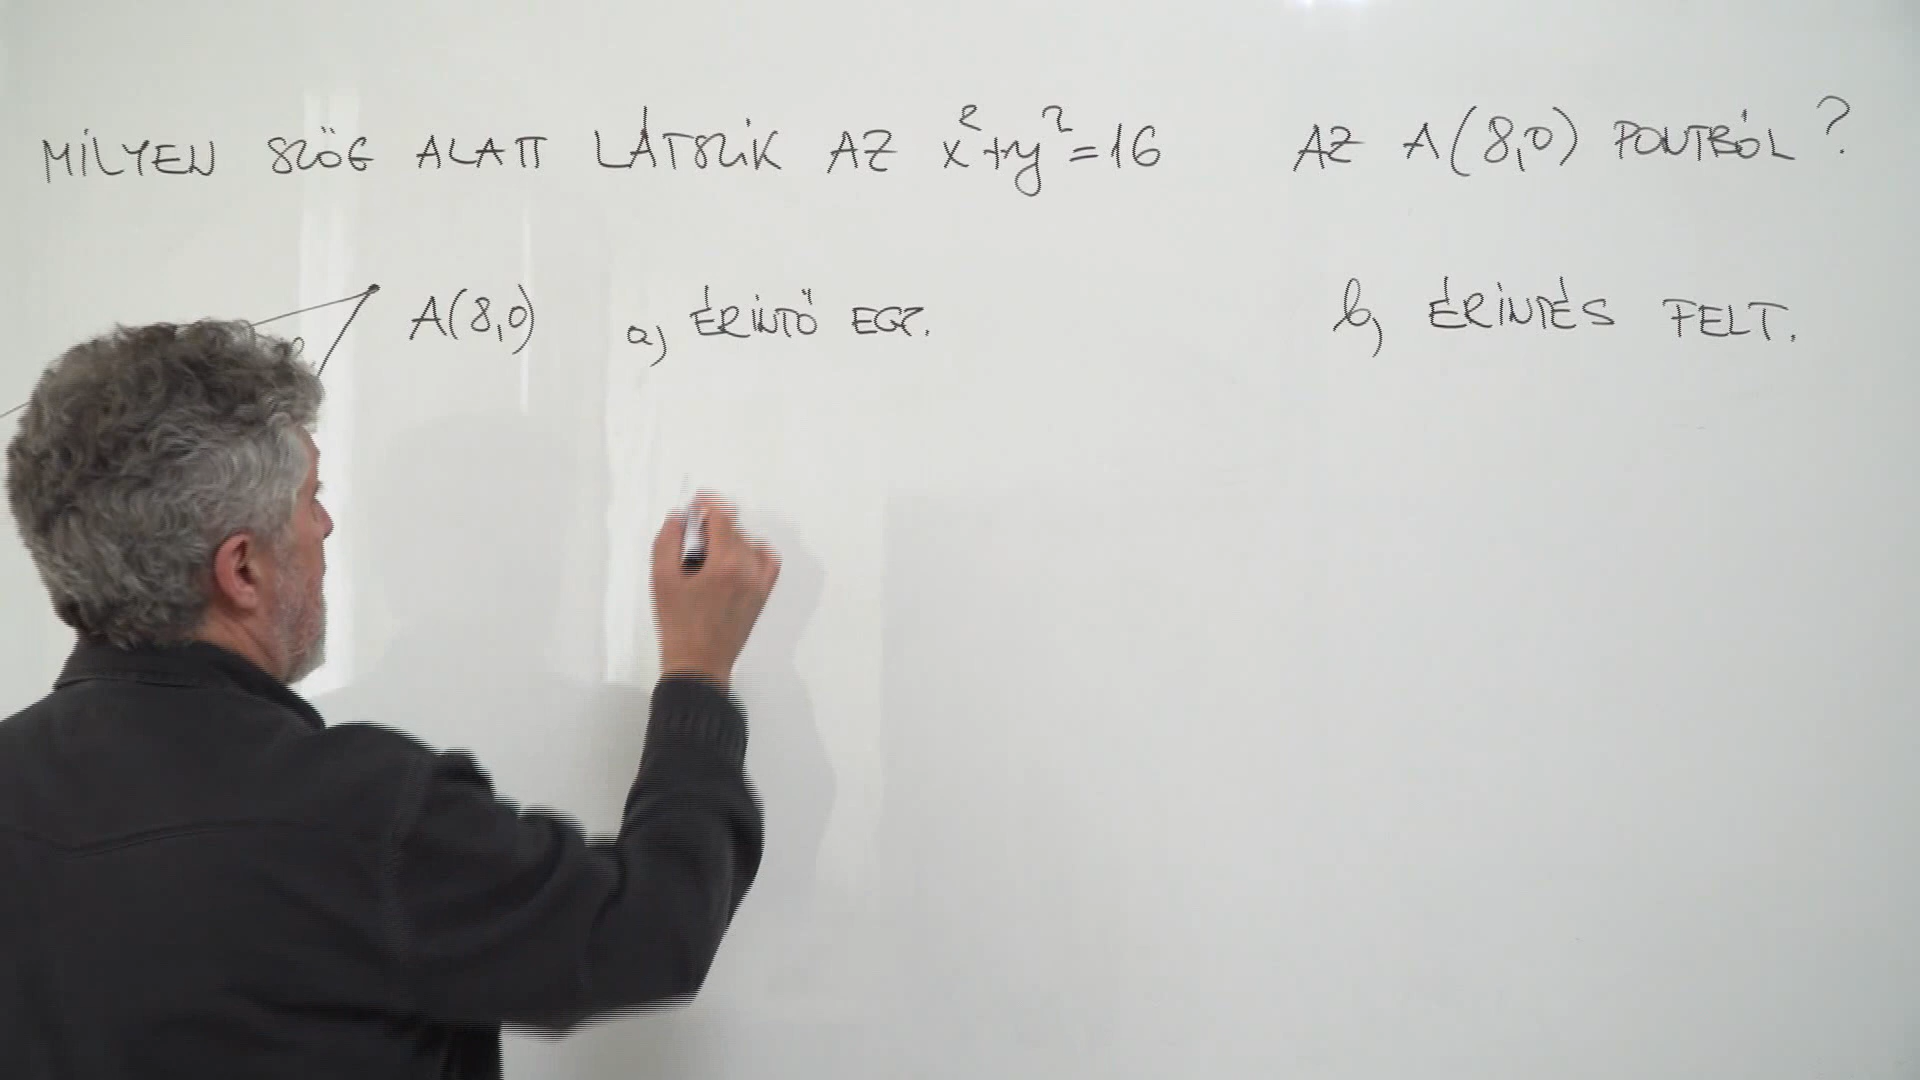 MILYEN SZÖG ALATT LÁTSZIK AZ x²+y²=16 AZ A(8,0) PONTBÓL?
A(8,0) a) ÉRINTŐ EGY. b) ÉRINTÉS FELT.